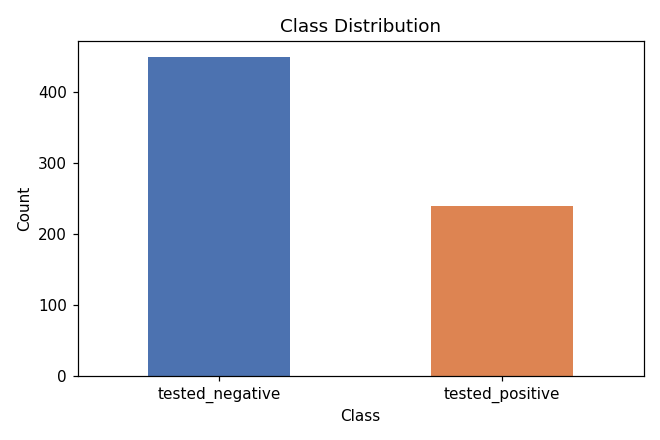 Class Distribution
Count
400
300
200
100
0
tested_negative
tested_positive
Class